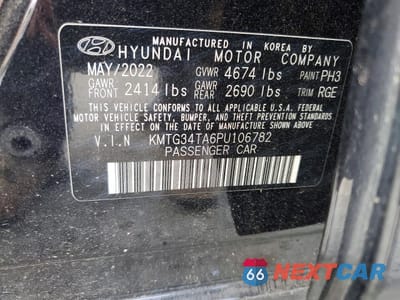 MANUFACTURED IN KOREA BY
HYUNDAI MOTOR COMPANY
MAY/2022 GVWR 4674 lbs PAINT PH3
GAWR FRONT 2414 lbs GAWR REAR 2690 lbs TRIM RGE
THIS VEHICLE CONFORMS TO ALL APPLICABLE U.S.A. FEDERAL
MOTOR VEHICLE SAFETY, BUMPER, AND THEFT PREVENTION STANDARDS
IN EFFECT ON THE DATE OF MANUFACTURE SHOWN ABOVE.
V.I.N KMTG34TA6PU106782
PASSENGER CAR
66 NEXTCAR